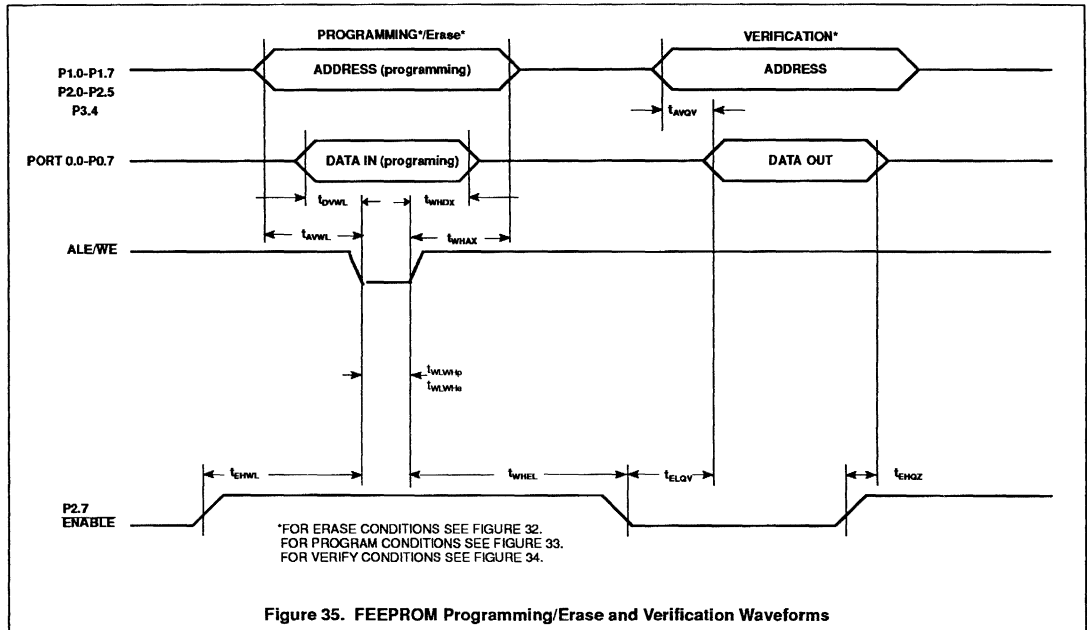 PROGRAMMING*/Erase*
VERIFICATION*
P1.0-P1.7
P2.0-P2.5
P3.4
ADDRESS (programming)
ADDRESS
tAVQV
PORT 0.0-P0.7
DATA IN (programing)
DATA OUT
tDVWL
tWHDX
tAVWL
tWHAX
ALE/WE
tWLWHp
tWLWHe
tEHWL
tWHEL
tELQV
tEHQZ
P2.7
ENABLE
*FOR ERASE CONDITIONS SEE FIGURE 32.
FOR PROGRAM CONDITIONS SEE FIGURE 33.
FOR VERIFY CONDITIONS SEE FIGURE 34.
Figure 35. FEEPROM Programming/Erase and Verification Waveforms